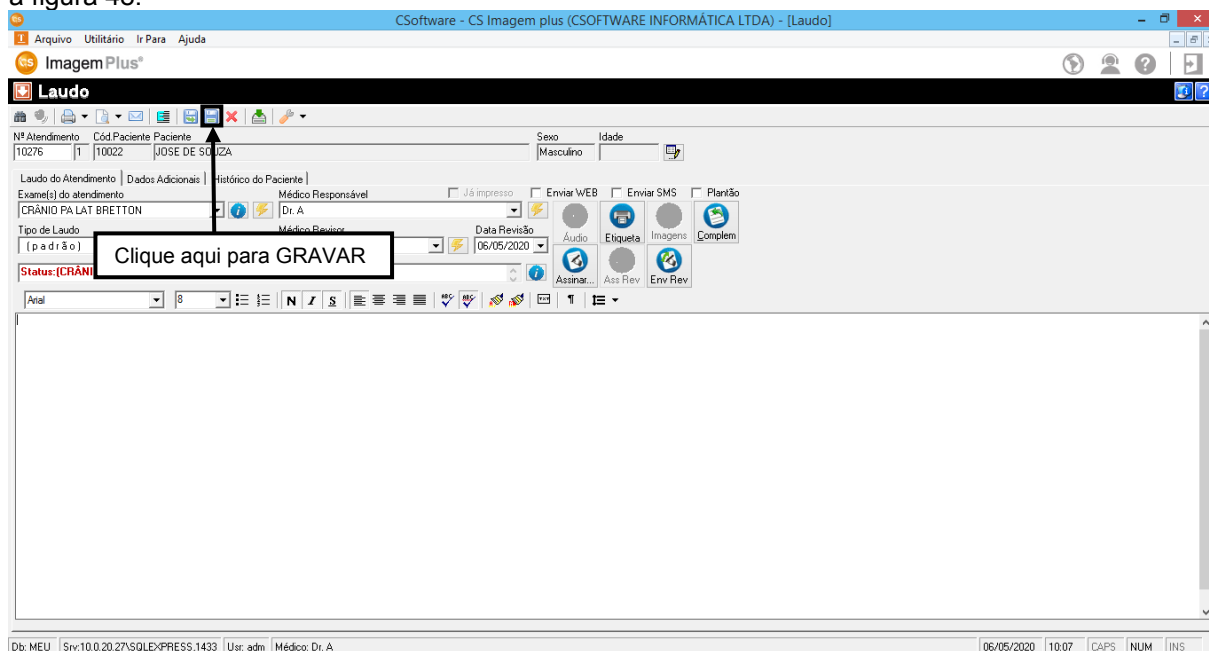 a figura 48.
CSoftware - CS Imagem plus (CSOFTWARE INFORMÁTICA LTDA) - [Laudo]
Arquivo Utilitário Ir Para Ajuda
cs ImagemPlus®
Laudo
Nº Atendimento Cód.Paciente Paciente Sexo Idade
10276 1 10022 JOSE DE SOUZA Masculino
Laudo do Atendimento Dados Adicionais Histórico do Paciente
Exame(s) do atendimento Médico Responsável Já impresso Enviar WEB Enviar SMS Plantão
CRÂNIO PA LAT BRETTON Dr. A
Tipo de Laudo Médico Revisor Data Revisão Áudio Etiqueta Imagens Complem
(padrão) 06/05/2020
Clique aqui para GRAVAR
Status:(CRÂNI Assinar... Ass Rev Env Rev
Arial 8 N I S
Db: MEU Srv:10.0.20.27\SQLEXPRESS,1433 Usr: adm Médico: Dr. A 06/05/2020 10:07 CAPS NUM INS